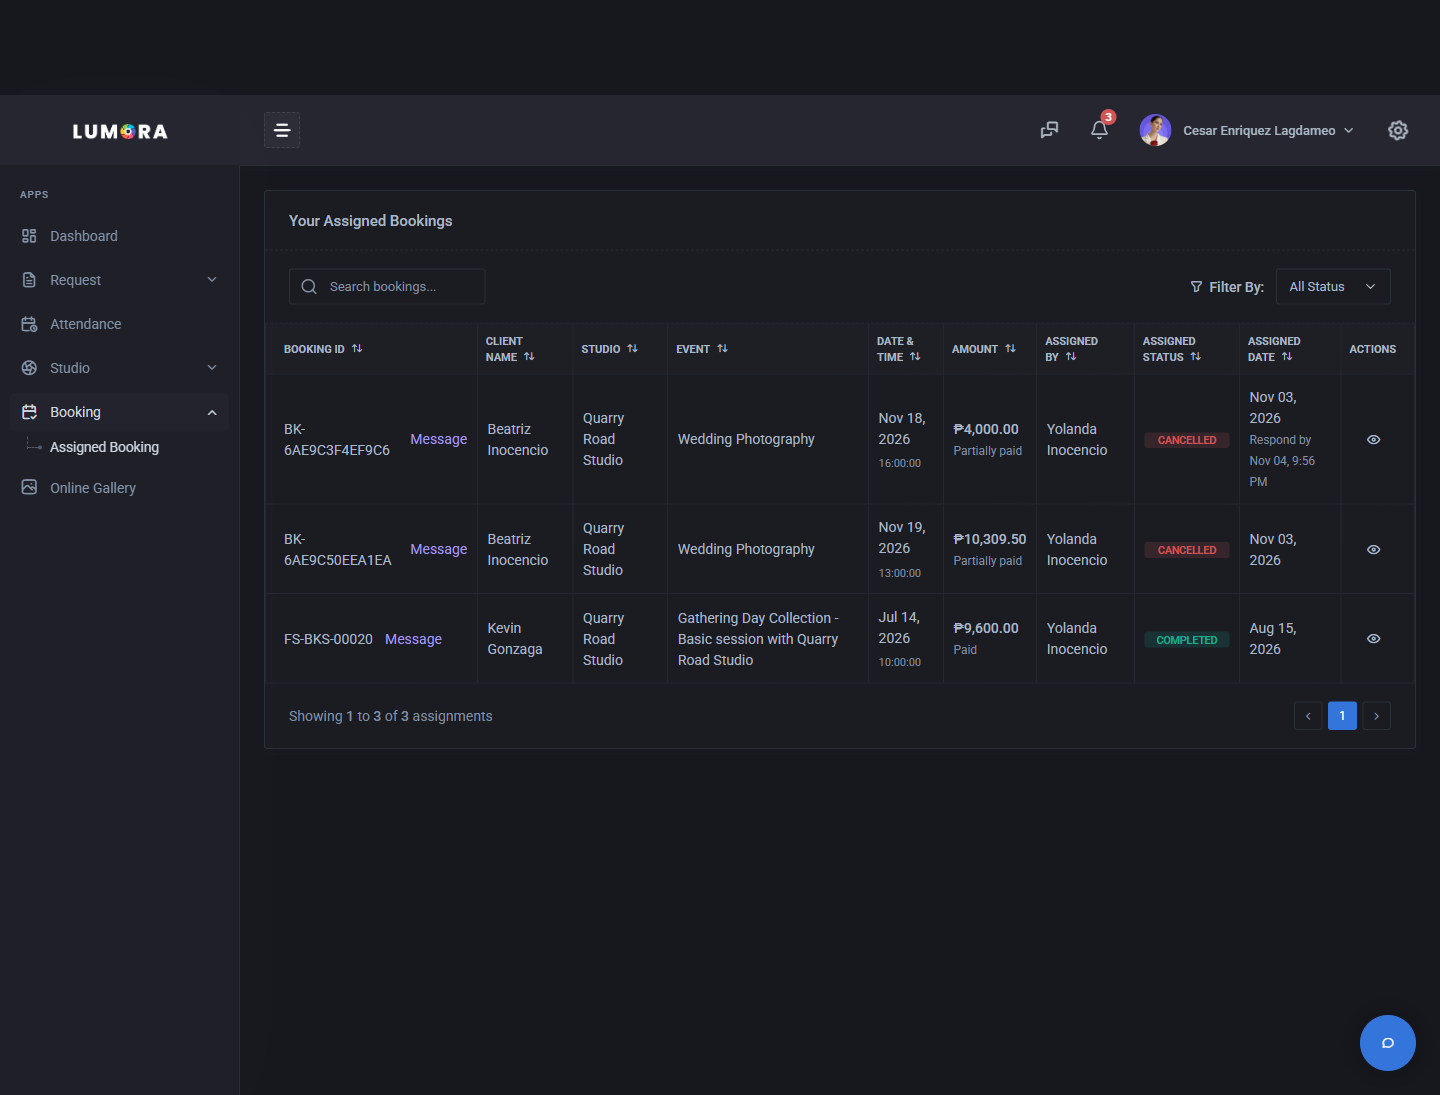 LUMORA
3
Cesar Enriquez Lagdameo
APPS
Dashboard
Request
Attendance
Studio
Booking
Assigned Booking
Online Gallery
Your Assigned Bookings
Search bookings...
Filter By:
All Status
BOOKING ID
CLIENT
NAME
STUDIO
EVENT
DATE &
TIME
AMOUNT
ASSIGNED
BY
ASSIGNED
STATUS
ASSIGNED
DATE
ACTIONS
BK-
6AE9C3F4EF9C6
Message
Beatriz
Inocencio
Quarry
Road
Studio
Wedding Photography
Nov 18,
2026
16:00:00
₱4,000.00
Partially paid
Yolanda
Inocencio
CANCELLED
Nov 03,
2026
Respond by
Nov 04, 9:56
PM
BK-
6AE9C50EEA1EA
Message
Beatriz
Inocencio
Quarry
Road
Studio
Wedding Photography
Nov 19,
2026
13:00:00
₱10,309.50
Partially paid
Yolanda
Inocencio
CANCELLED
Nov 03,
2026
FS-BKS-00020
Message
Kevin
Gonzaga
Quarry
Road
Studio
Gathering Day Collection -
Basic session with Quarry
Road Studio
Jul 14,
2026
10:00:00
₱9,600.00
Paid
Yolanda
Inocencio
COMPLETED
Aug 15,
2026
Showing 1 to 3 of 3 assignments
1